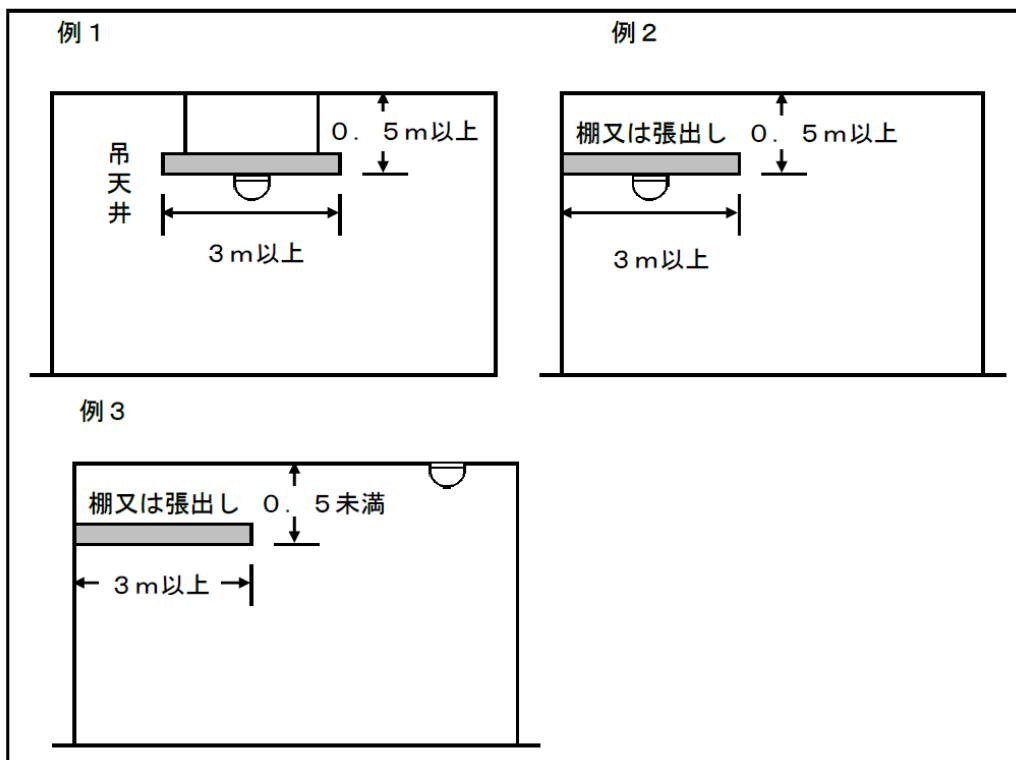 例1
例2
0.5m以上
吊天井
3m以上
棚又は張出し 0.5m以上
3m以上
例3
棚又は張出し 0.5未満
3m以上